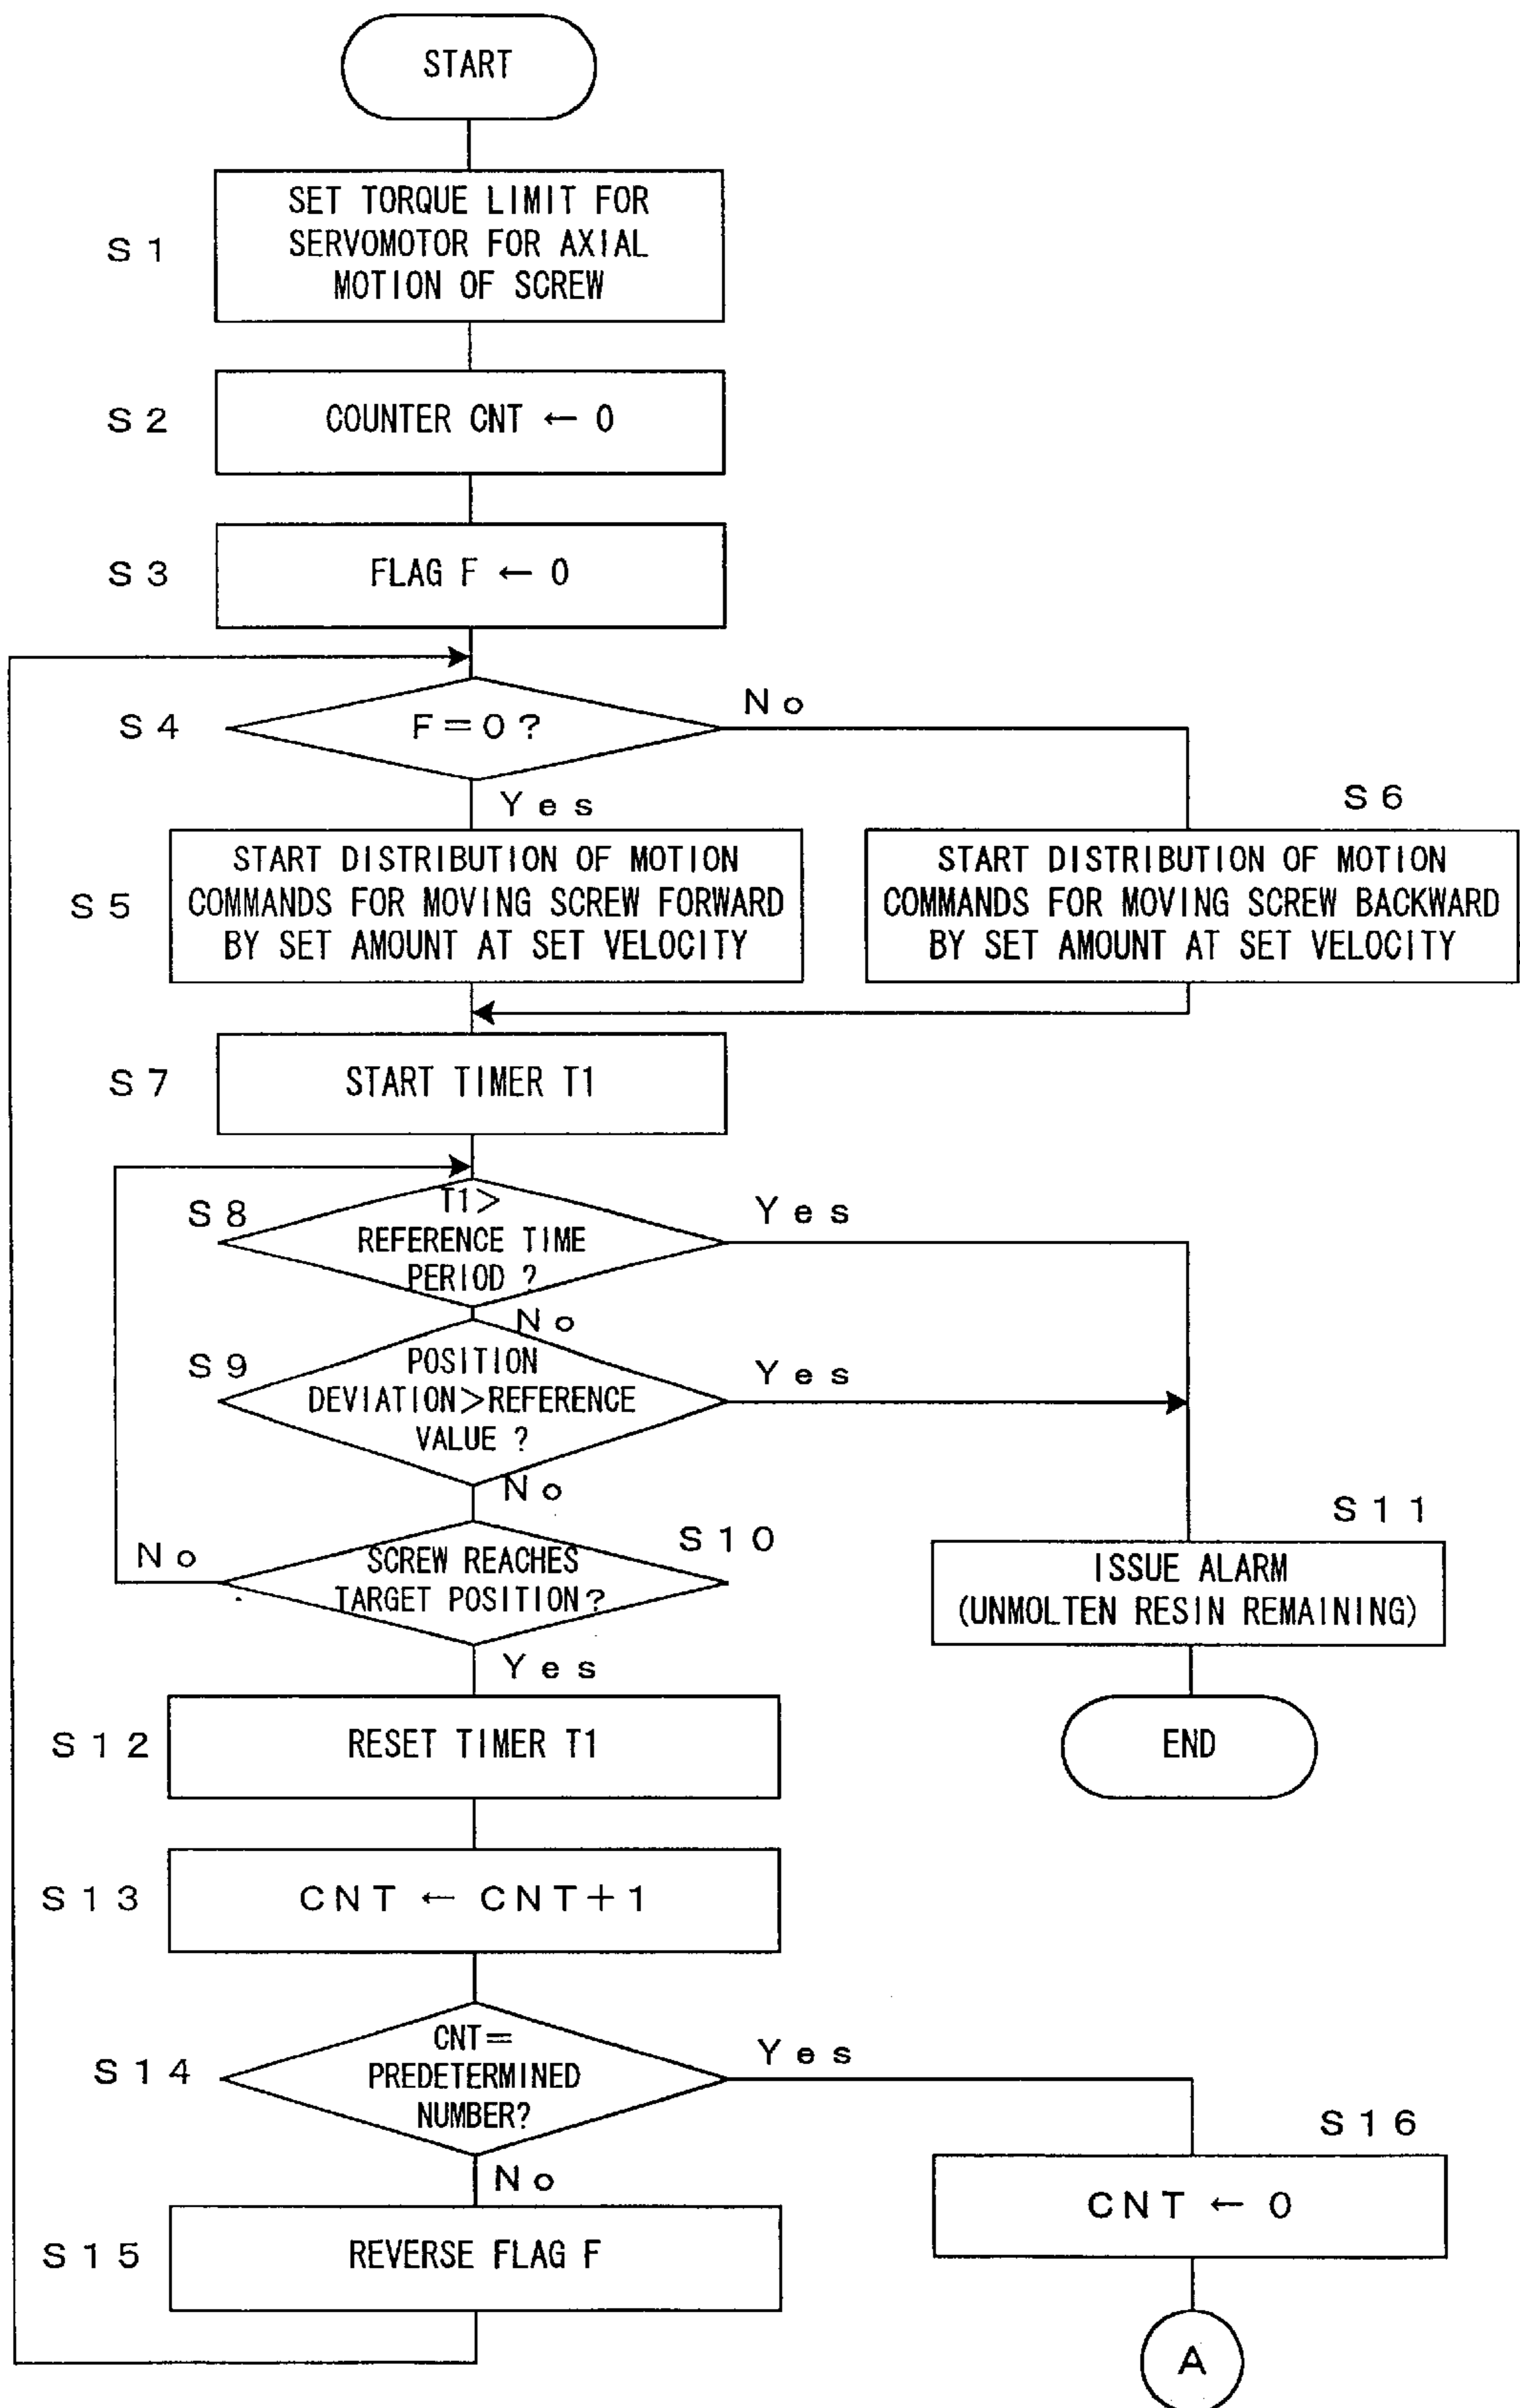 START
S1
SET TORQUE LIMIT FOR
SERVOMOTOR FOR AXIAL
MOTION OF SCREW
S2
COUNTER CNT ← 0
S3
FLAG F ← 0
S4
F=0?
No
Yes
S5
START DISTRIBUTION OF MOTION
COMMANDS FOR MOVING SCREW FORWARD
BY SET AMOUNT AT SET VELOCITY
S6
START DISTRIBUTION OF MOTION
COMMANDS FOR MOVING SCREW BACKWARD
BY SET AMOUNT AT SET VELOCITY
S7
START TIMER T1
S8
T1>
REFERENCE TIME
PERIOD ?
Yes
No
S9
POSITION
DEVIATION>REFERENCE
VALUE ?
Yes
No
S10
SCREW REACHES
TARGET POSITION?
No
Yes
S11
ISSUE ALARM
(UNMOLTEN RESIN REMAINING)
END
S12
RESET TIMER T1
S13
CNT ← CNT+1
S14
CNT=
PREDETERMINED
NUMBER?
Yes
No
S15
REVERSE FLAG F
S16
CNT ← 0
A